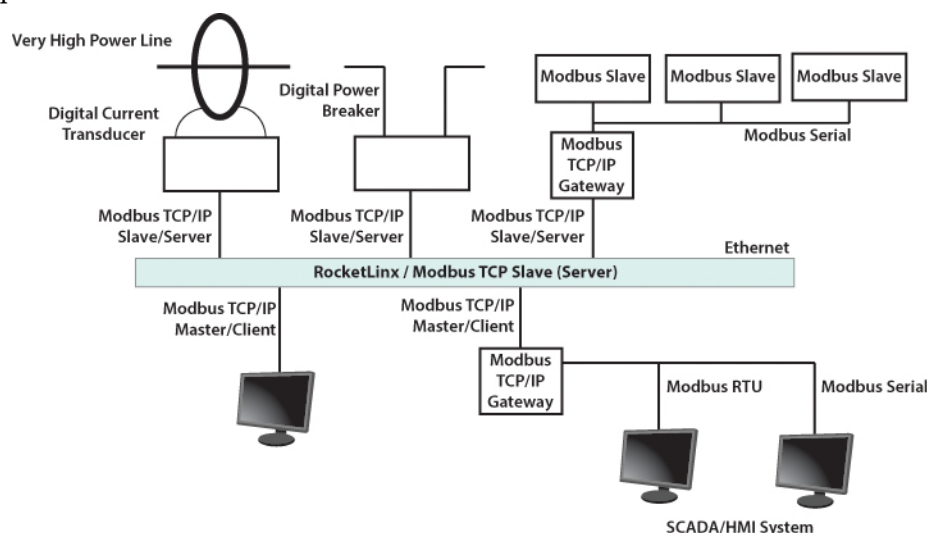 Very High Power Line
Digital Current
Transducer
Digital Power
Breaker
Modbus Slave
Modbus Slave
Modbus Slave
Modbus Serial
Modbus
TCP/IP
Gateway
Modbus TCP/IP
Slave/Server
Modbus TCP/IP
Slave/Server
Modbus TCP/IP
Slave/Server
Ethernet
RocketLinx / Modbus TCP Slave (Server)
Modbus TCP/IP
Master/Client
Modbus TCP/IP
Master/Client
Modbus
TCP/IP
Gateway
Modbus RTU
Modbus Serial
SCADA/HMI System